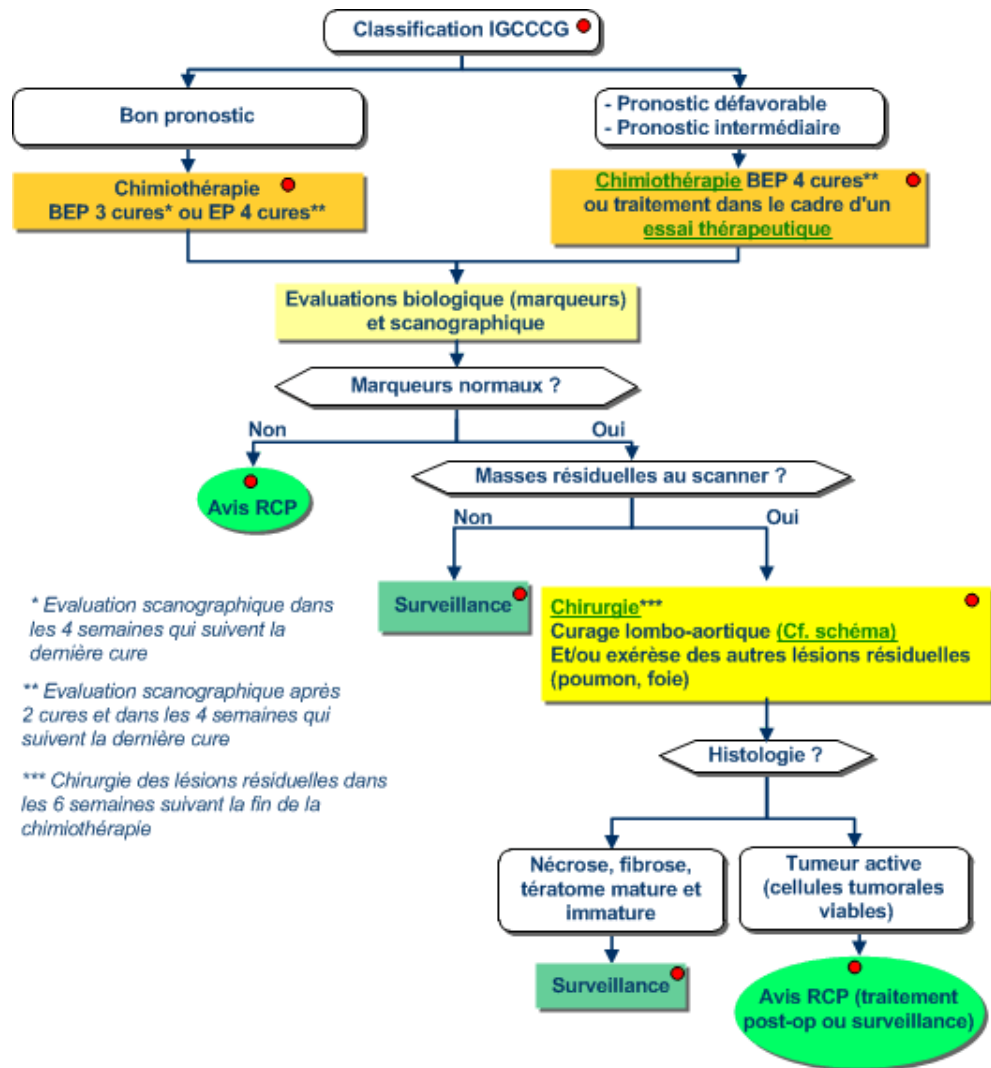 Classification IGCCCG
Bon pronostic
- Pronostic défavorable
- Pronostic intermédiaire
Chimiothérapie
BEP 3 cures* ou EP 4 cures**
Chimiothérapie BEP 4 cures**
ou traitement dans le cadre d'un
essai thérapeutique
Evaluations biologique (marqueurs)
et scanographique
Marqueurs normaux ?
Non
Oui
Avis RCP
Masses résiduelles au scanner ?
Non
Oui
Surveillance
Chirurgie***
Curage lombo-aortique (Cf. schéma)
Et/ou exérèse des autres lésions résiduelles
(poumon, foie)
* Evaluation scanographique dans
les 4 semaines qui suivent la
dernière cure
** Evaluation scanographique après
2 cures et dans les 4 semaines qui
suivent la dernière cure
*** Chirurgie des lésions résiduelles dans
les 6 semaines suivant la fin de la
chimiothérapie
Histologie ?
Nécrose, fibrose,
tératome mature et
immature
Tumeur active
(cellules tumorales
viables)
Surveillance
Avis RCP (traitement
post-op ou surveillance)